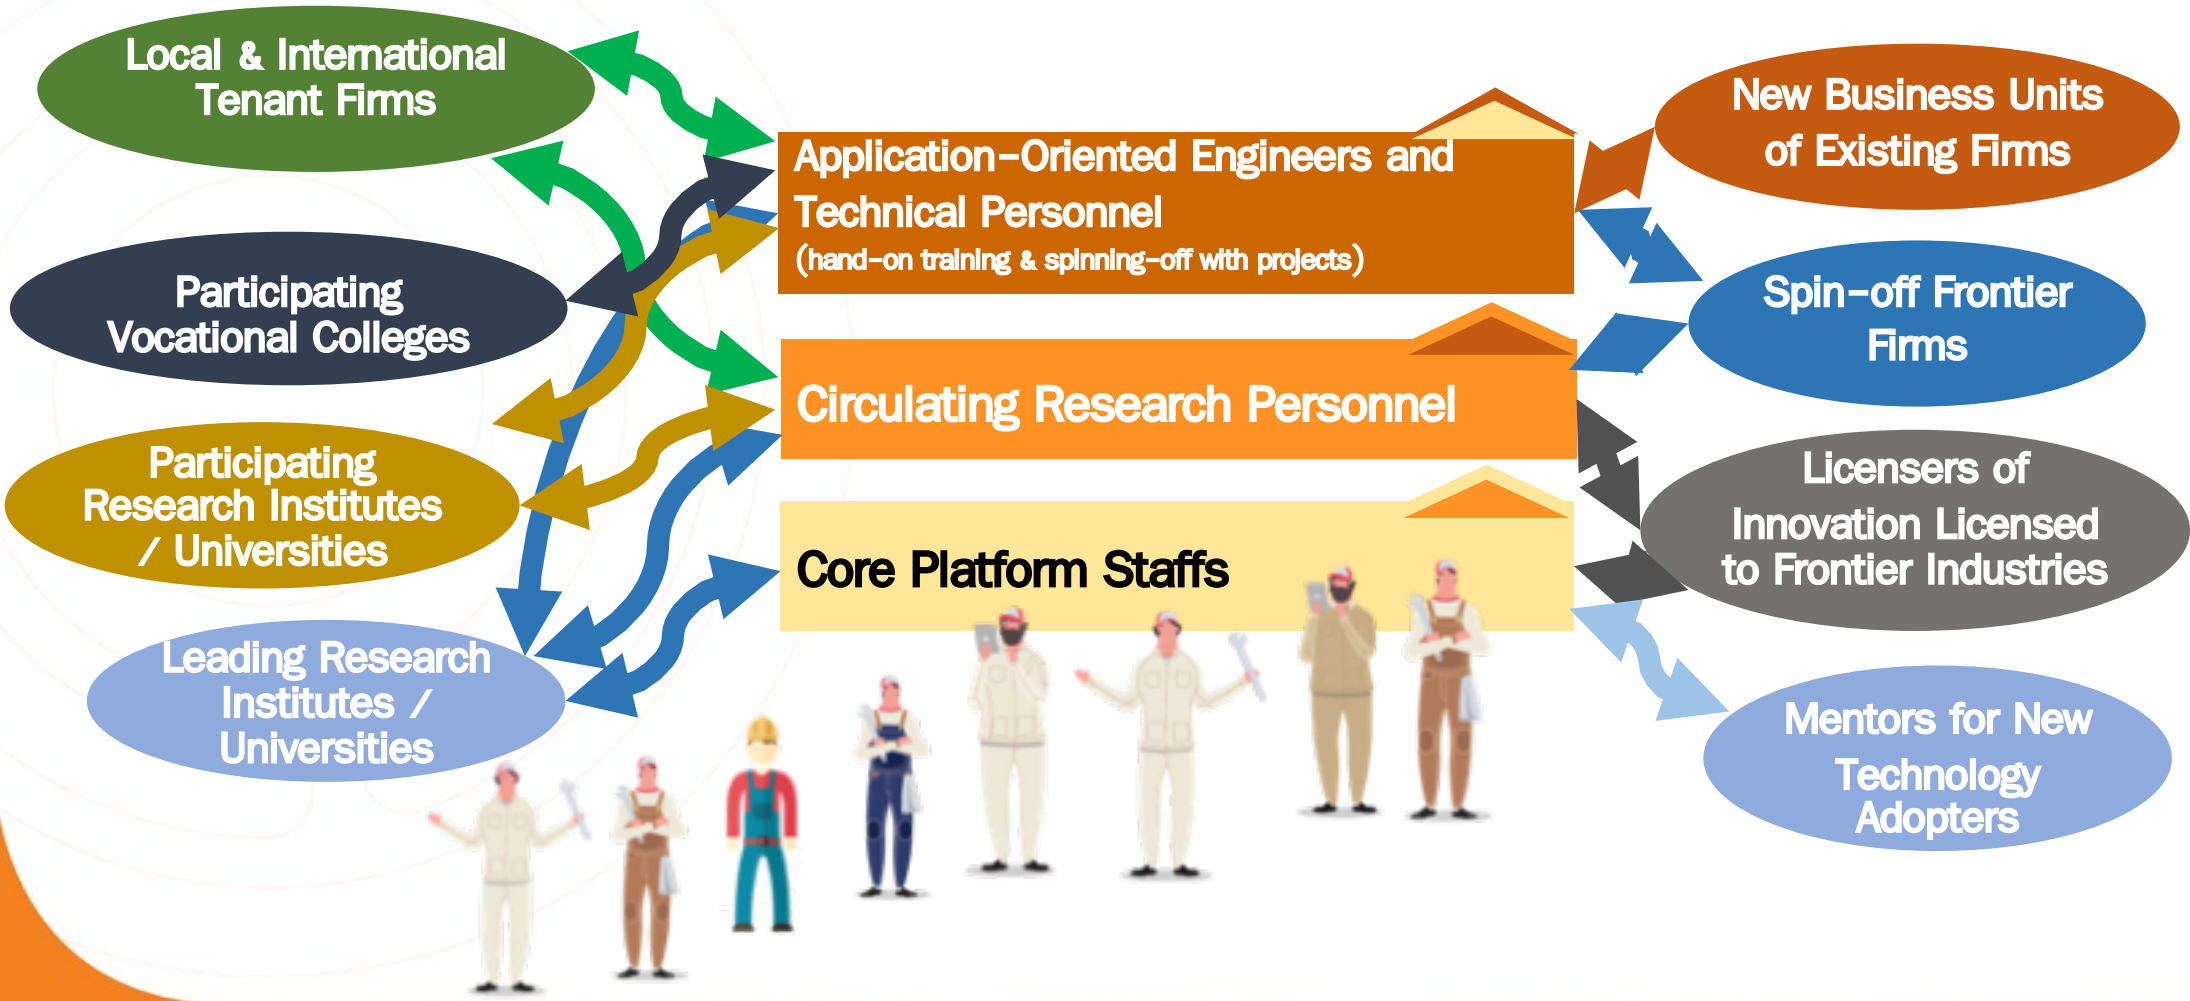 Local & International
Tenant Firms
Participating
Vocational Colleges
Participating
Research Institutes
/ Universities
Leading Research
Institutes /
Universities
Application-Oriented Engineers and
Technical Personnel
(hand-on training & spinning-off with projects)
Circulating Research Personnel
Core Platform Staffs
New Business Units
of Existing Firms
Spin-off Frontier
Firms
Licensers of
Innovation Licensed
to Frontier Industries
Mentors for New
Technology
Adopters